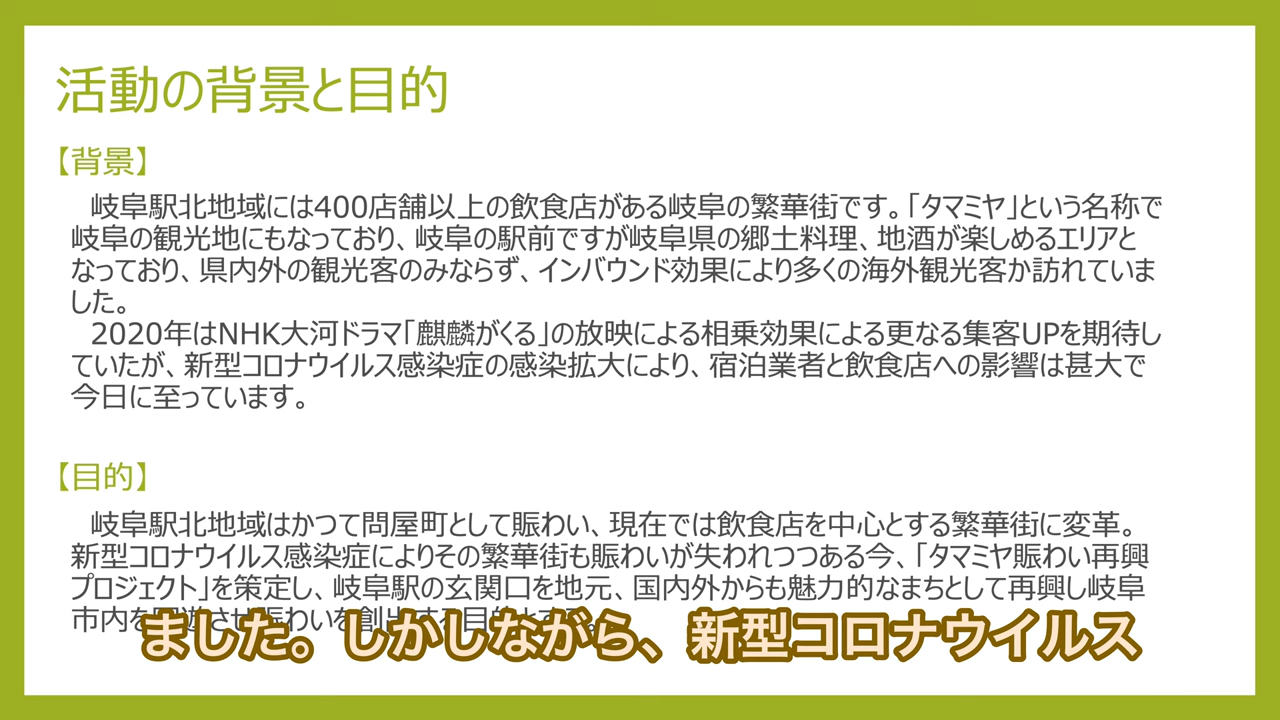 活動の背景と目的
【背景】
岐阜駅北地域には400店舗以上の飲食店がある岐阜の繁華街です。「タマミヤ」という名称で
岐阜の観光地にもなっており、岐阜の駅前ですが岐阜県の郷土料理、地酒が楽しめるエリアと
なっており、県内外の観光客のみならず、インバウンド効果により多くの海外観光客か訪れていま
した。
2020年はNHK大河ドラマ「麒麟がくる」の放映による相乗効果による更なる集客UPを期待し
ていたが、新型コロナウイルス感染症の感染拡大により、宿泊業者と飲食店への影響は甚大で
今日に至っています。
【目的】
岐阜駅北地域はかつて問屋町として賑わい、現在では飲食店を中心とする繁華街に変革。
新型コロナウイルス感染症によりその繁華街も賑わいが失われつつある今、「タマミヤ賑わい再興
プロジェクト」を策定し、岐阜駅の玄関口を地元、国内外からも魅力的なまちとして再興し岐阜
市内を回遊させ賑わいを創出する目的とする。
ました。しかしながら、新型コロナウイルス